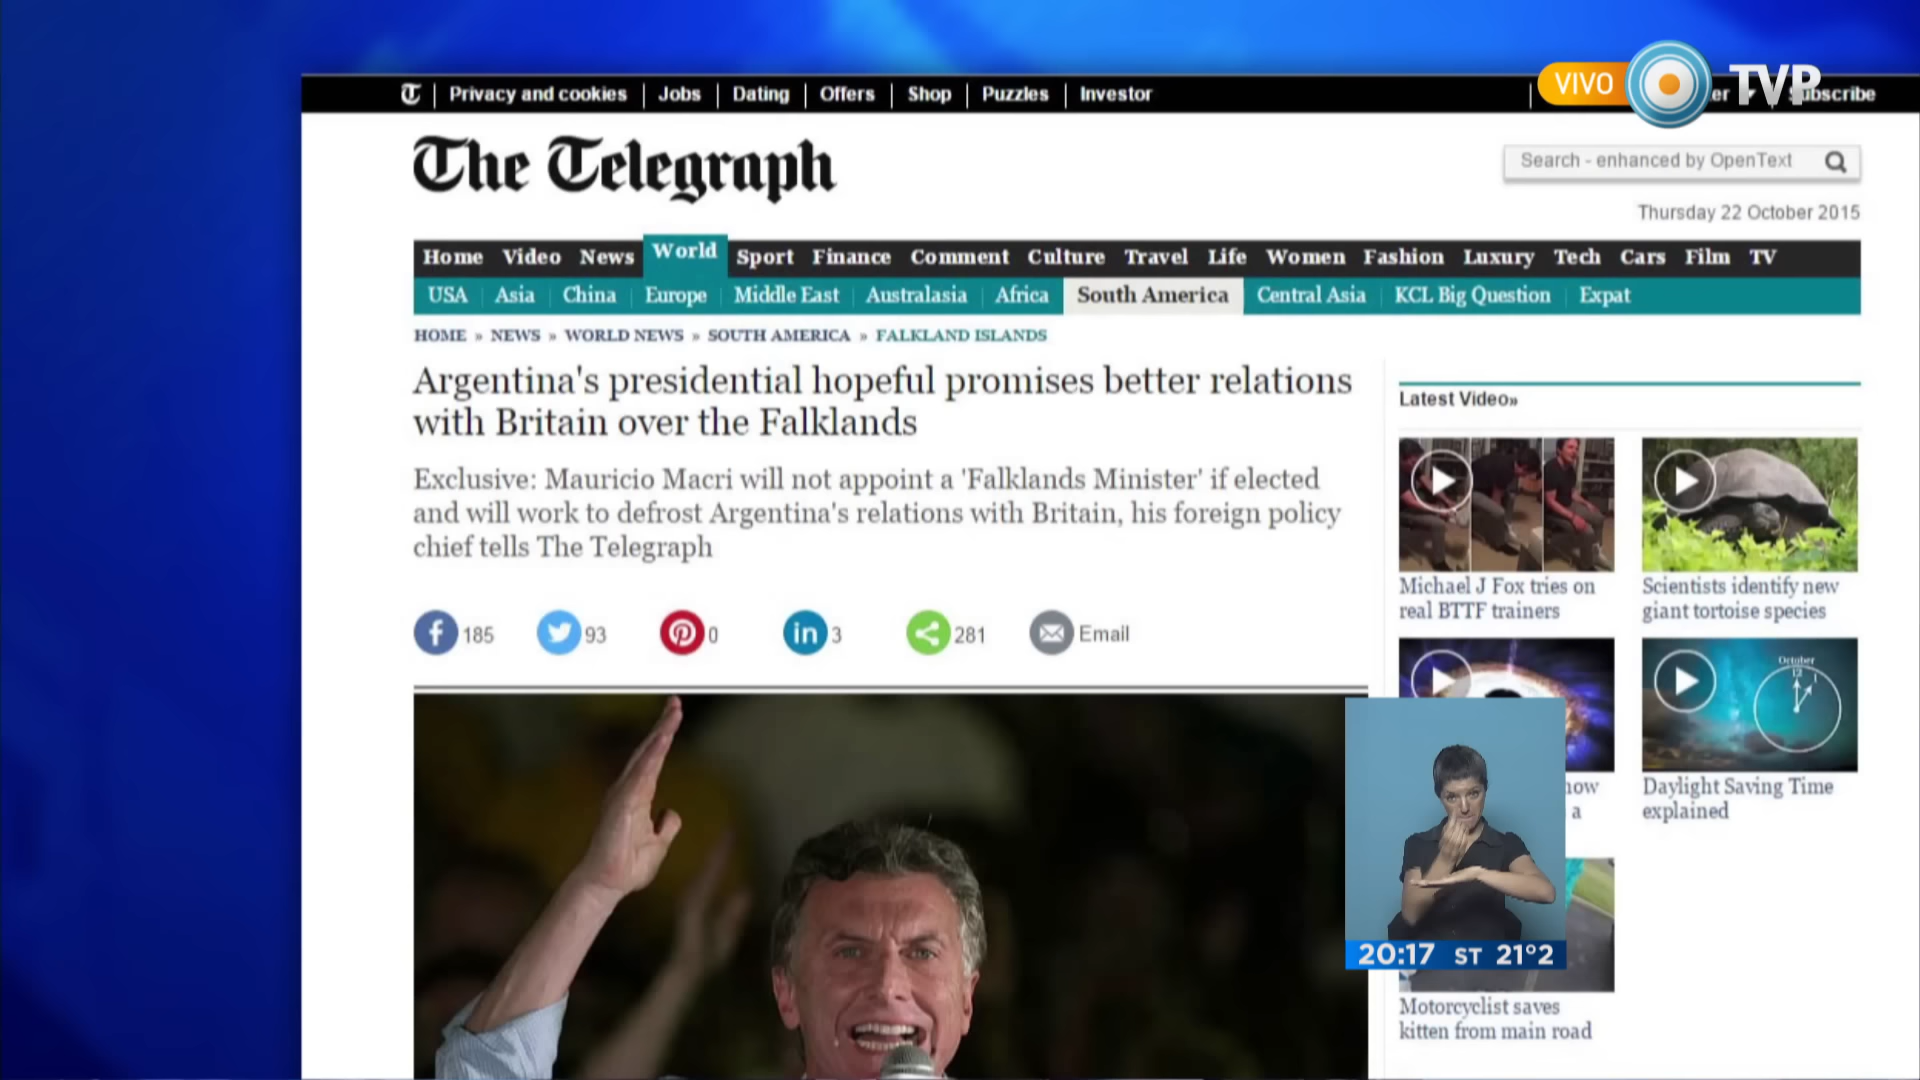 Privacy and cookies | Jobs | Dating | Offers | Shop | Puzzles | Investor
VIVO
TVP
The Telegraph
Search - enhanced by OpenText
Thursday 22 October 2015
Home Video News World Sport Finance Comment Culture Travel Life Women Fashion Luxury Tech Cars Film TV
USA Asia China Europe Middle East Australasia Africa South America Central Asia KCL Big Question Expat
HOME » NEWS » WORLD NEWS » SOUTH AMERICA » FALKLAND ISLANDS
Argentina's presidential hopeful promises better relations
with Britain over the Falklands
Exclusive: Mauricio Macri will not appoint a 'Falklands Minister' if elected
and will work to defrost Argentina's relations with Britain, his foreign policy
chief tells The Telegraph
185 93 0 3 281 Email
Latest Video»
Michael J Fox tries on
real BTTF trainers
Scientists identify new
giant tortoise species
October
12
1
a
Daylight Saving Time
explained
20:17 ST 21°2
Motorcyclist saves
kitten from main road